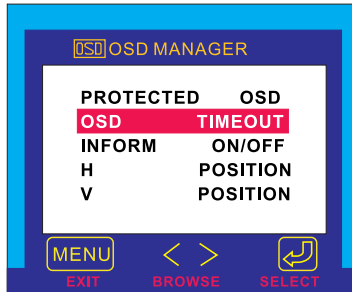 OSD OSD MANAGER
PROTECTED OSD
OSD TIMEOUT
INFORM ON/OFF
H POSITION
V POSITION
MENU < >
EXIT BROWSE SELECT